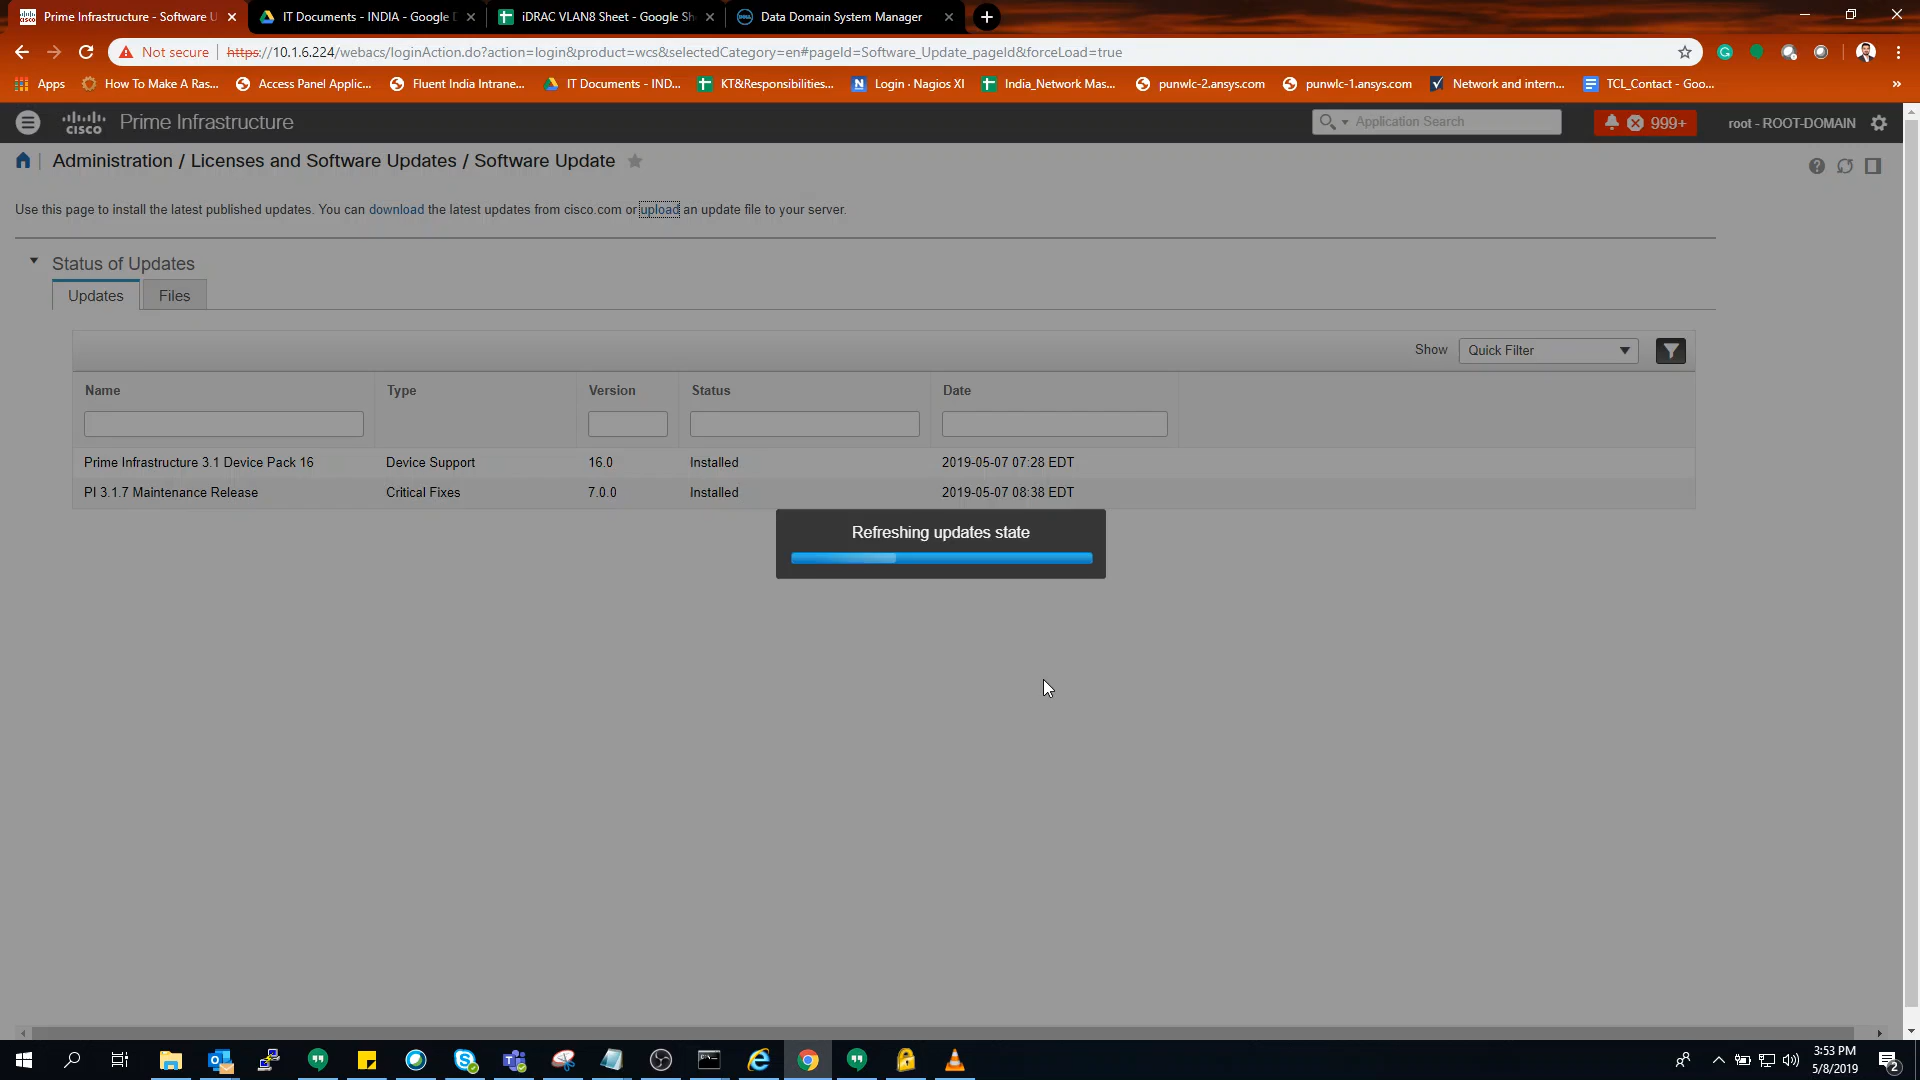 Prime Infrastructure - Software U
IT Documents - INDIA - Google D
iDRAC VLAN8 Sheet - Google Sh
Data Domain System Manager
Not secure
https://10.1.6.224/webacs/loginAction.do?action=login&product=wcs&selectedCategory=en#pageId=Software_Update_pageId&forceLoad=true
Apps
How To Make A Ras...
Access Panel Applic...
Fluent India Intrane...
IT Documents - IND...
KT&Responsibilities...
Login · Nagios XI
India_Network Mas...
punwlc-2.ansys.com
punwlc-1.ansys.com
Network and intern...
TCL_Contact - Goo...
»
cisco
Prime Infrastructure
Application Search
999+
root - ROOT-DOMAIN
Administration / Licenses and Software Updates / Software Update
Use this page to install the latest published updates. You can download the latest updates from cisco.com or upload an update file to your server.
Status of Updates
Updates
Files
Show
Quick Filter
Name
Type
Version
Status
Date
Prime Infrastructure 3.1 Device Pack 16
Device Support
16.0
Installed
2019-05-07 07:28 EDT
PI 3.1.7 Maintenance Release
Critical Fixes
7.0.0
Installed
2019-05-07 08:38 EDT
Refreshing updates state
3:53 PM
5/8/2019
2